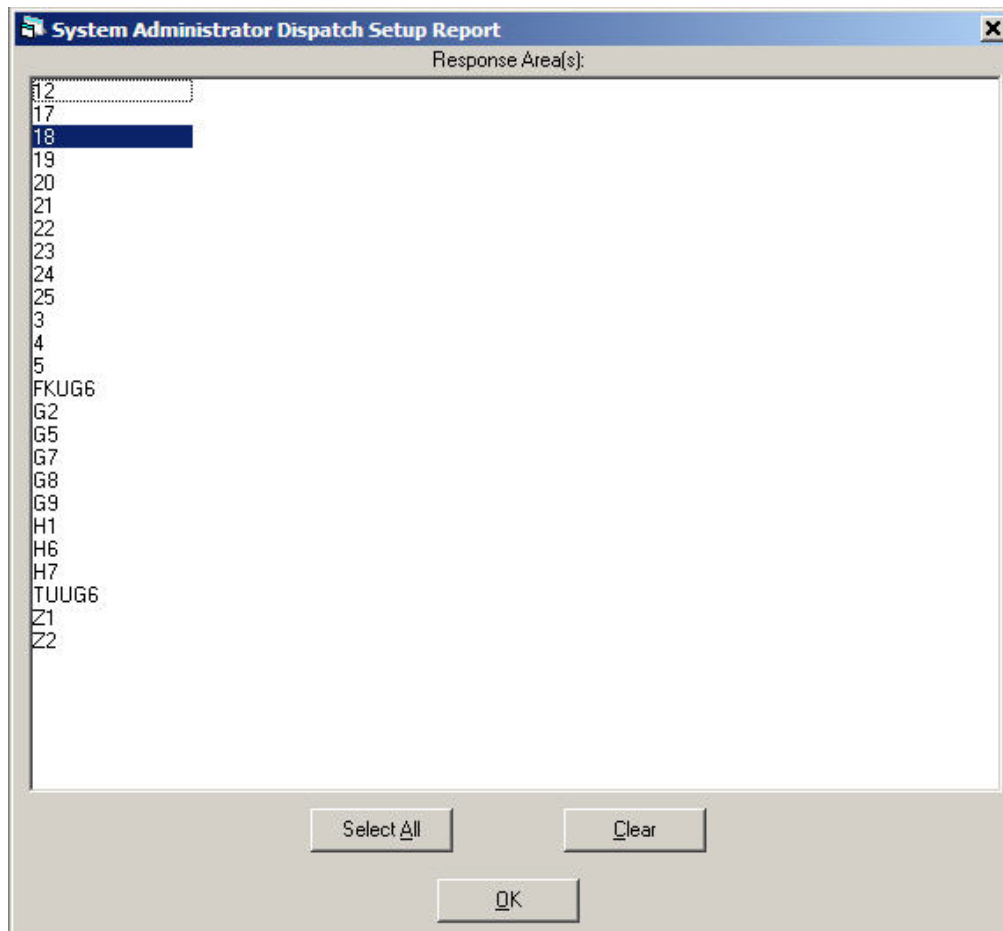 System Administrator Dispatch Setup Report
Response Area(s):
12
17
18
19
20
21
22
23
24
25
3
4
5
FKUG6
G2
G5
G7
G8
G9
H1
H6
H7
TUUG6
Z1
Z2
Select All
Clear
OK